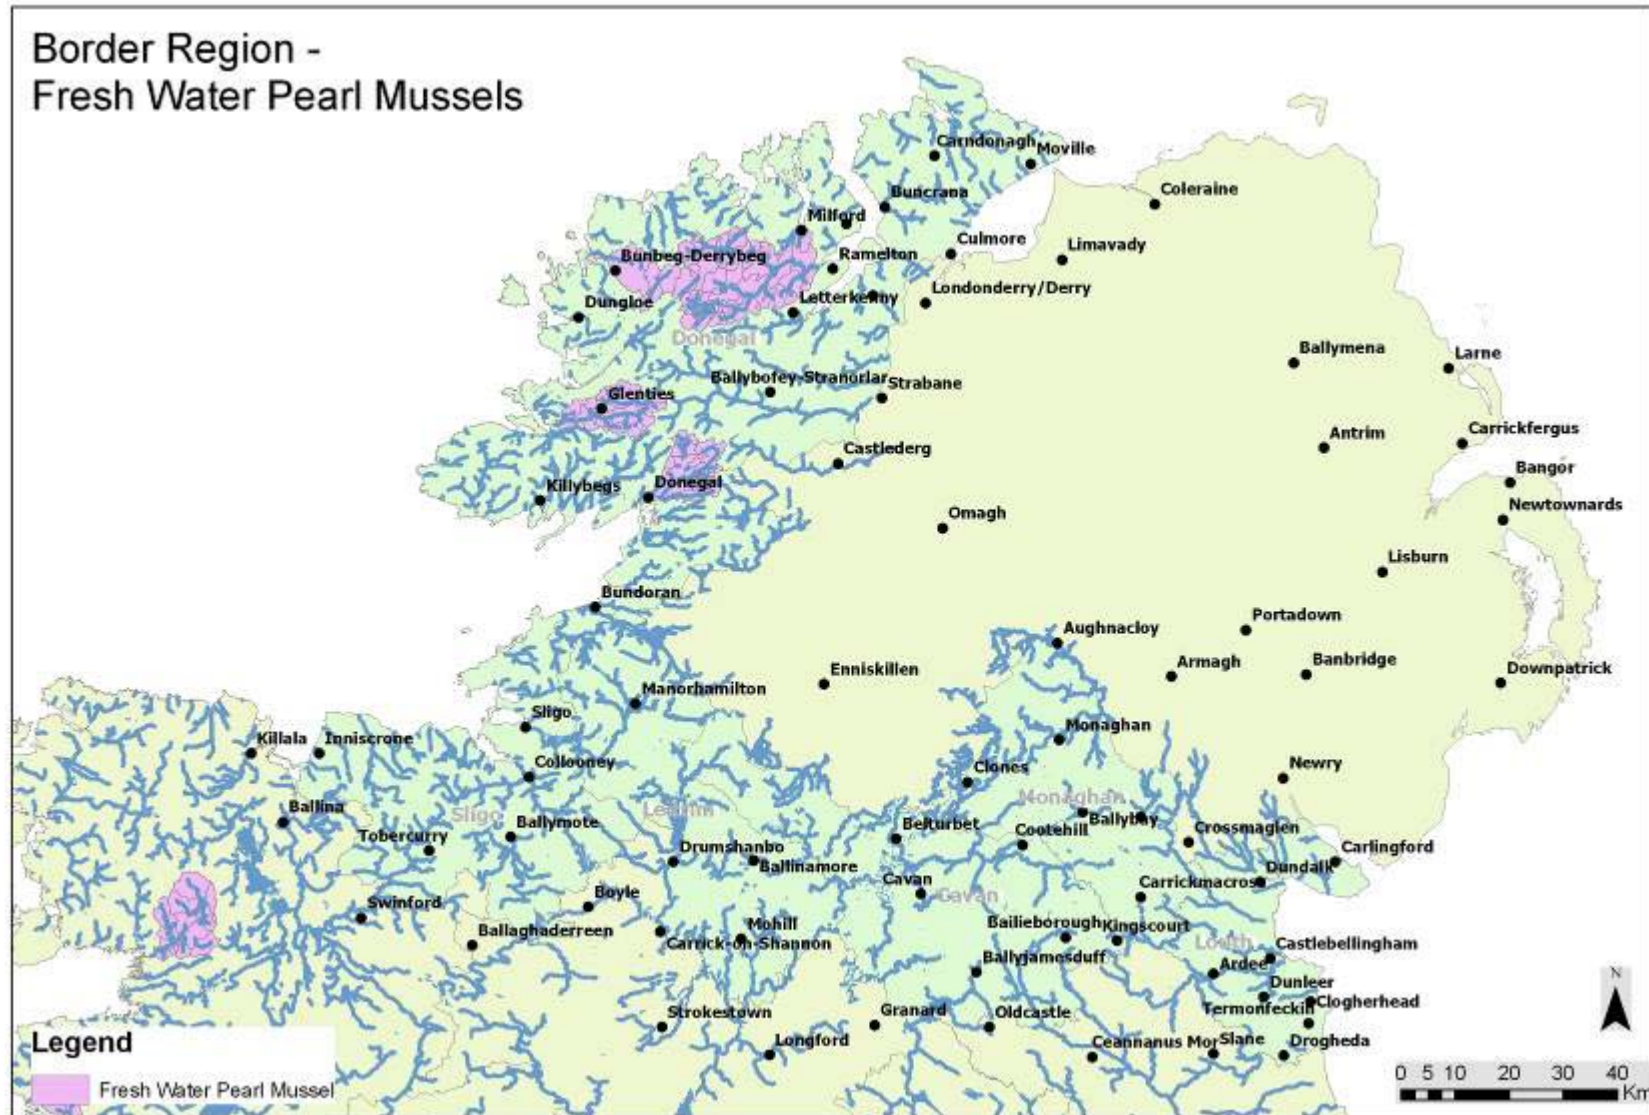 Border Region -
Fresh Water Pearl Mussels
Carndonagh
Moville
Coleraine
Buncrana
Milford
Culmore
Limavady
Bunbeg-Derrybeg
Ramelton
Londonderry/Derry
Dungloe
Letterkenny
Donegal
Ballymena
Larne
Ballybofey-Stranorlar
Strabane
Glenties
Carrickfergus
Antrim
Castlederg
Bangor
Killybegs
Donegal
Newtownards
Omagh
Lisburn
Bundoran
Portadown
Aughnacloy
Enniskillen
Armagh
Banbridge
Downpatrick
Manorhamilton
Sligo
Monaghan
Killala
Inniscrone
Collooney
Clones
Newry
Monaghan
Ballina
Sligo
Leitrim
Ballymote
Belturbet
Ballybay
Tobercurry
Cootehill
Crossmaglen
Drumshanbo
Carlingford
Ballinamore
Dundalk
Cavan
Carrickmacross
Boyle
Cavan
Swinford
Mohill
Bailieborough
Kingscourt
Ballaghaderreen
Carrick-on-Shannon
Louth
Castlebellingham
Ballyjamesduff
Ardee
Dunleer
Clogherhead
Termonfeckin
Strokestown
Granard
Oldcastle
Longford
Ceannanus Mor
Slane
Drogheda
N
Legend
Fresh Water Pearl Mussel
0 5 10 20 30 40
Km